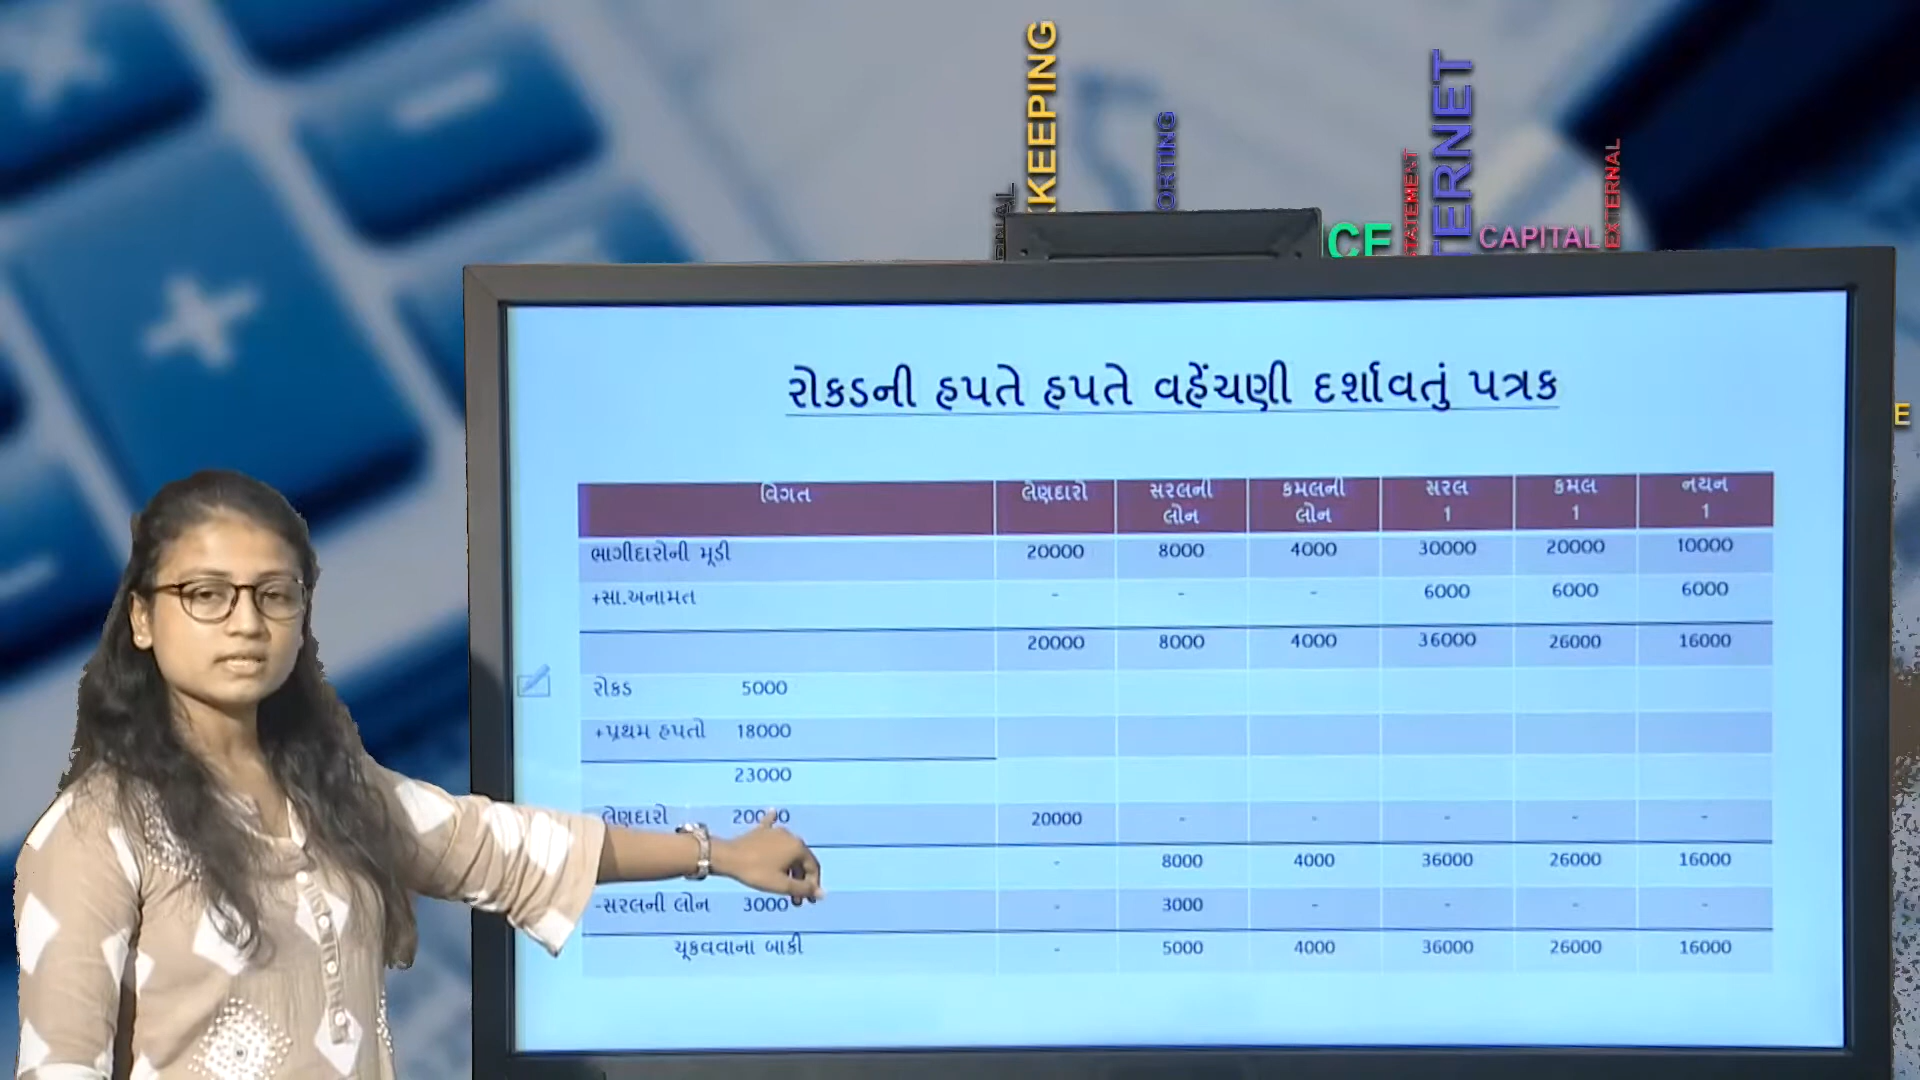 KEEPING
ORTING
STATEMENT
TERNET
EXTERNAL
CE
CAPITAL
E
રોકડની હપતે હપતે વહેંચણી દર્શાવતું પત્રક
વિગત લેણદારો સરલની લોન કમલની લોન સરલ 1 કમલ 1 નયન 1
ભાગીદારોની મૂડી 20000 8000 4000 30000 20000 10000
+સા.અનામત - - - 6000 6000 6000
20000 8000 4000 36000 26000 16000
રોકડ 5000
+પ્રથમ હપતો 18000
23000
લેણદારો 20000 20000 - - - - -
- 8000 4000 36000 26000 16000
-સરલની લોન 3000 - 3000 - - - -
ચૂકવવાના બાકી - 5000 4000 36000 26000 16000